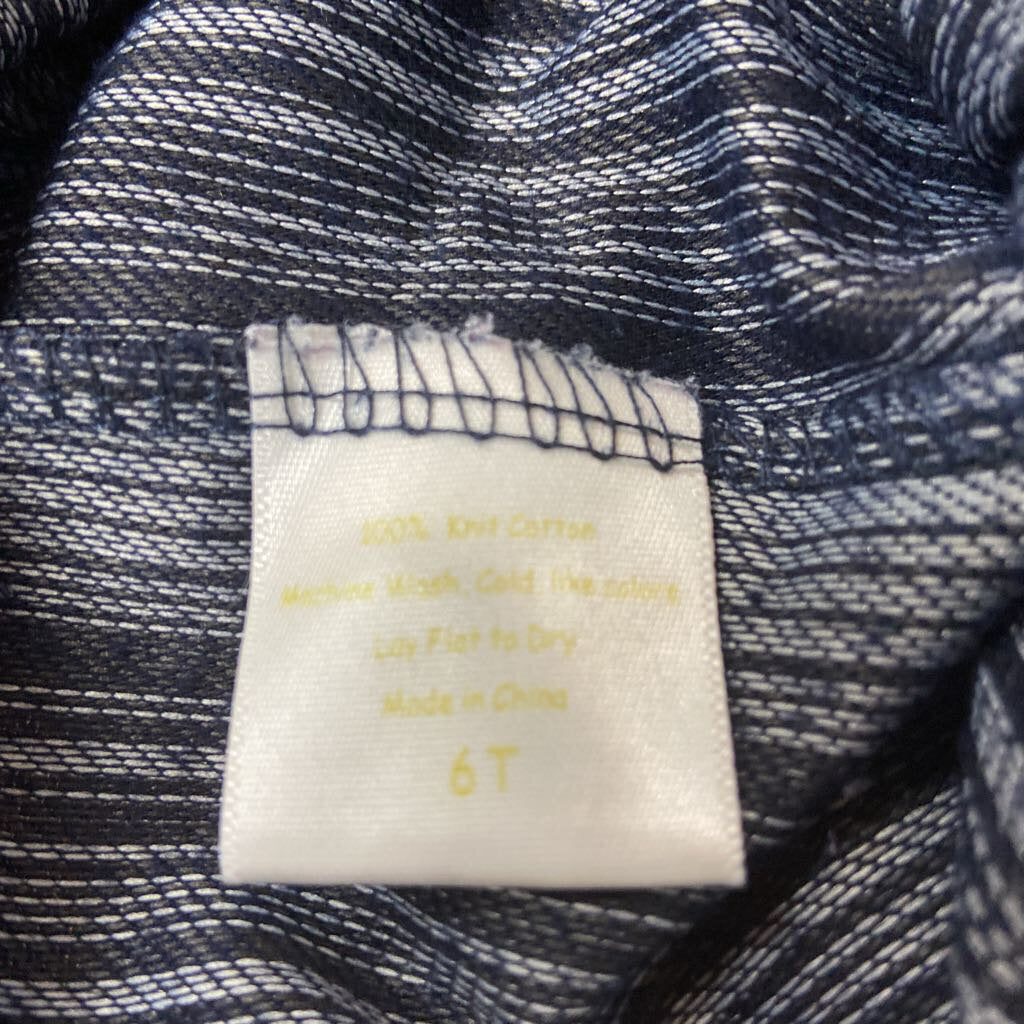 100% Knit Cotton
Machine Wash, Cold like colors
Lay Flat to Dry
Made in China
6T